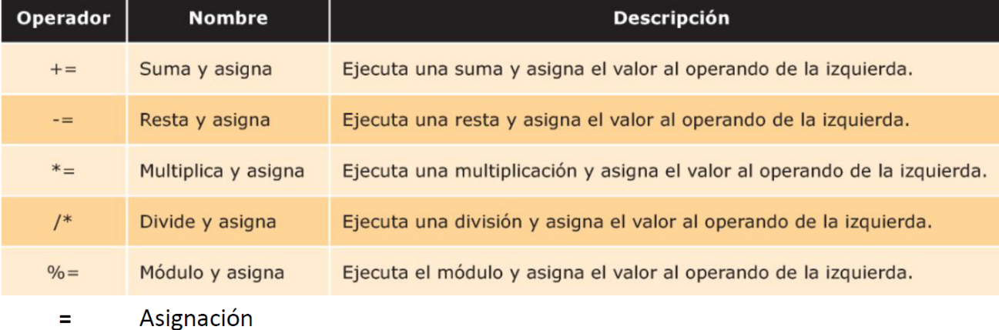 Operador Nombre Descripción
+= Suma y asigna Ejecuta una suma y asigna el valor al operando de la izquierda.
-= Resta y asigna Ejecuta una resta y asigna el valor al operando de la izquierda.
*= Multiplica y asigna Ejecuta una multiplicación y asigna el valor al operando de la izquierda.
/* Divide y asigna Ejecuta una división y asigna el valor al operando de la izquierda.
%= Módulo y asigna Ejecuta el módulo y asigna el valor al operando de la izquierda.
= Asignación